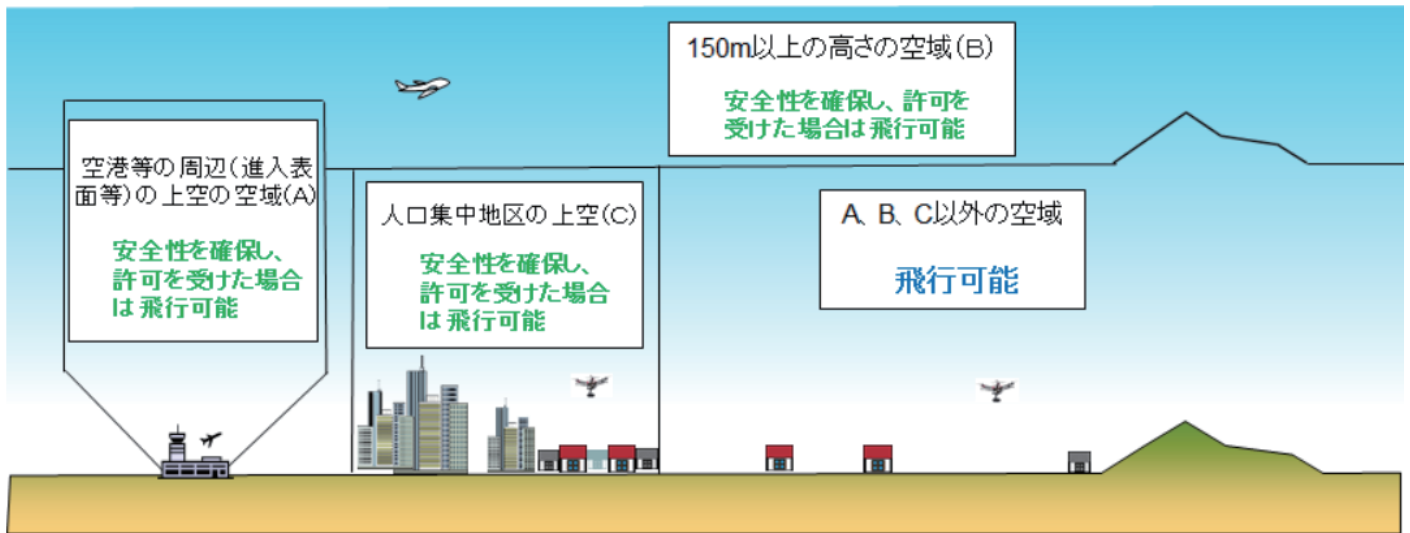 150m以上の高さの空域(B)
安全性を確保し、許可を
受けた場合は飛行可能
空港等の周辺(進入表
面等)の上空の空域(A)
安全性を確保し、
許可を受けた場合
は飛行可能
人口集中地区の上空(C)
安全性を確保し、
許可を受けた場合
は飛行可能
A、B、C以外の空域
飛行可能